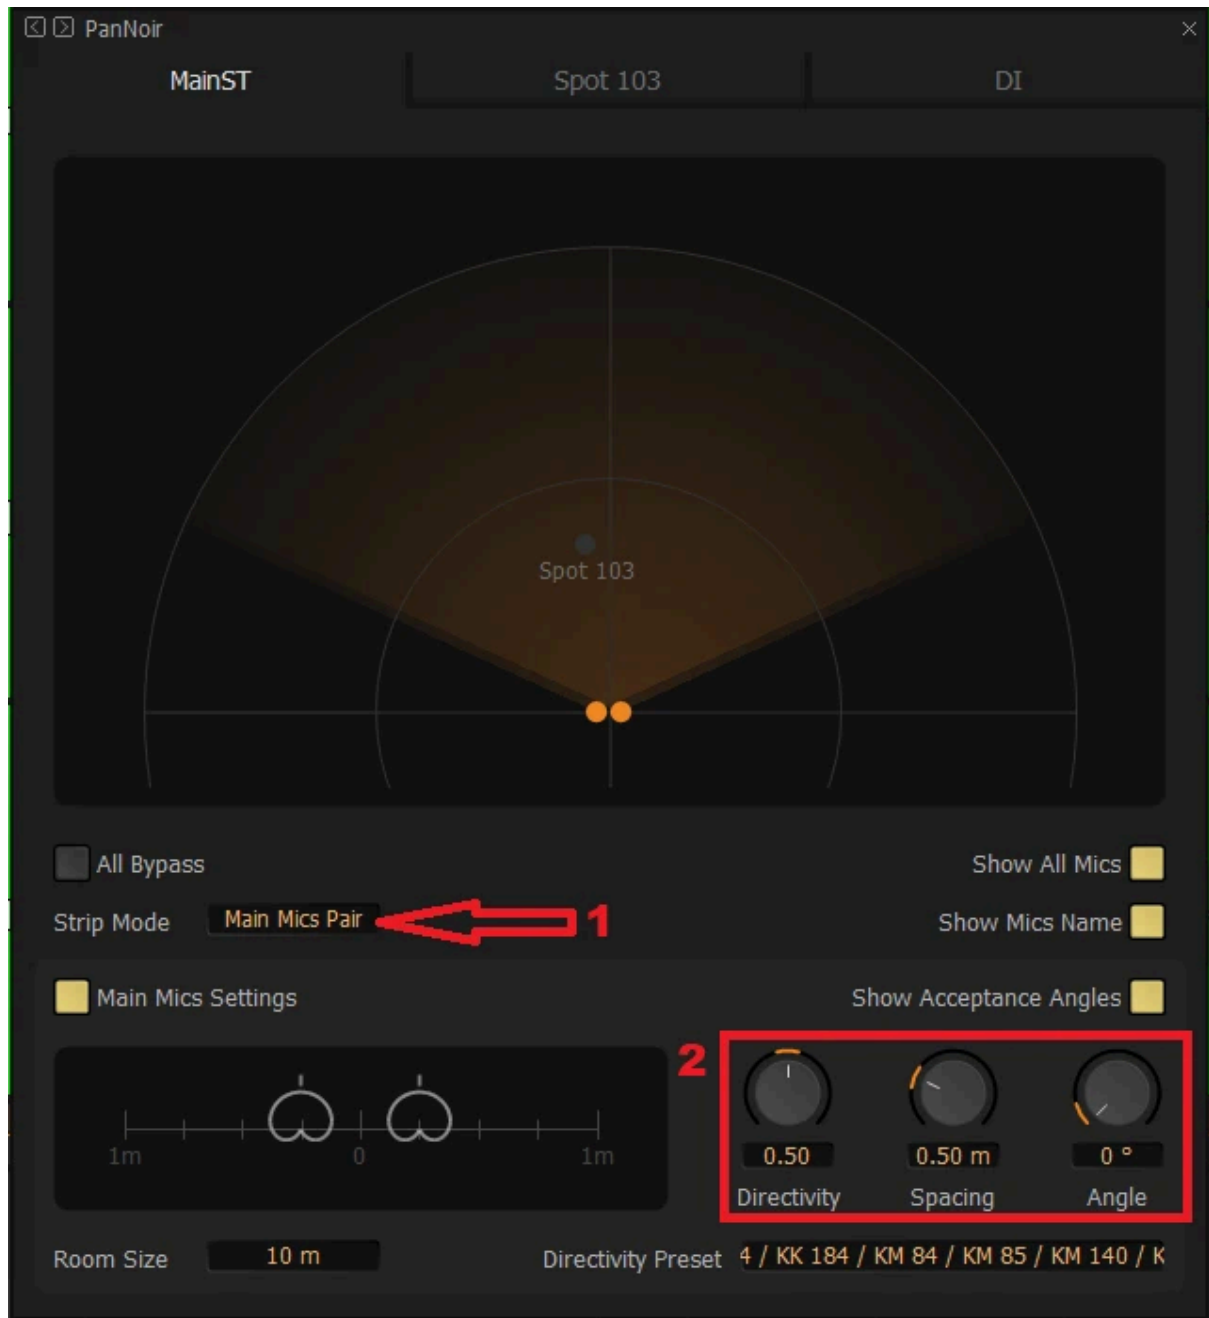 PanNoir
MainST Spot 103 DI
Spot 103
All Bypass Show All Mics
Strip Mode Main Mics Pair 1 Show Mics Name
Main Mics Settings Show Acceptance Angles
2
1m 0 1m 0.50 0.50 m 0 °
Directivity Spacing Angle
Room Size 10 m Directivity Preset 4 / KK 184 / KM 84 / KM 85 / KM 140 / K